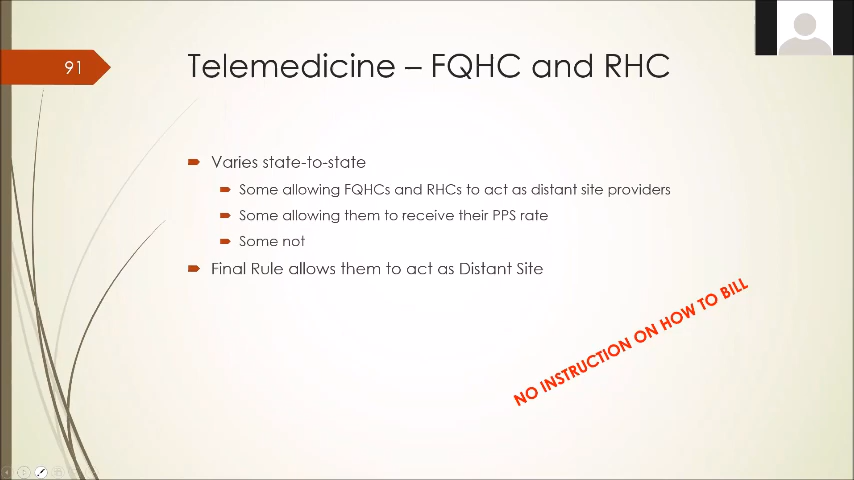 91
Telemedicine – FQHC and RHC
Varies state-to-state
Some allowing FQHCs and RHCs to act as distant site providers
Some allowing them to receive their PPS rate
Some not
Final Rule allows them to act as Distant Site
NO INSTRUCTION ON HOW TO BILL